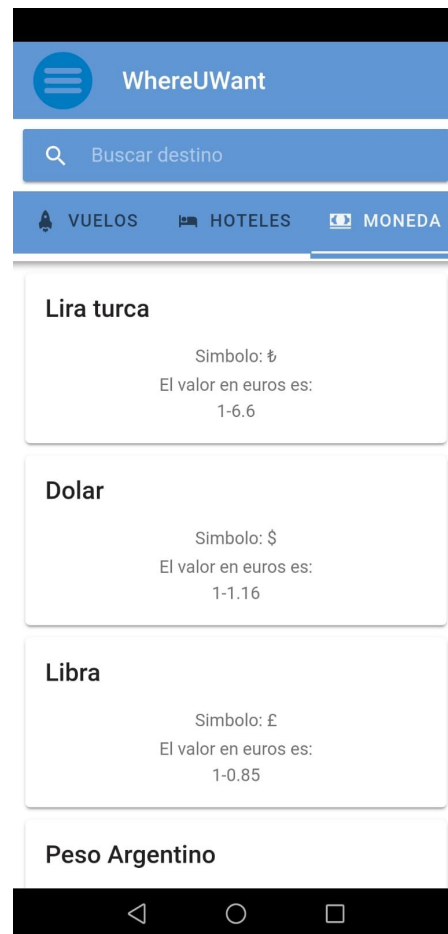 WhereUWant
Buscar destino
VUELOS HOTELES MONEDA
Lira turca
Simbolo: ₺
El valor en euros es:
1-6.6
Dolar
Simbolo: $
El valor en euros es:
1-1.16
Libra
Simbolo: £
El valor en euros es:
1-0.85
Peso Argentino